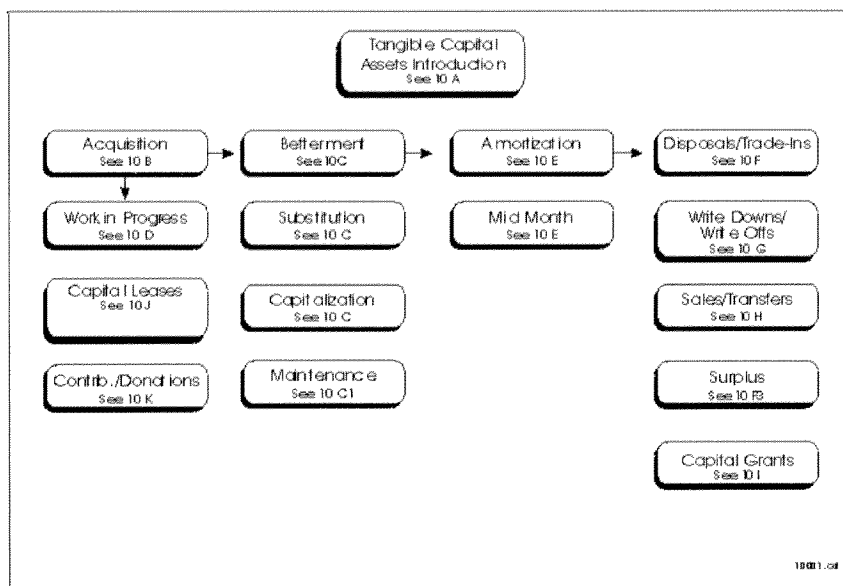 Tangible Capital
Assets Introduction
See 10 A
Acquisition
See 10 B
Betterment
See 10C
Amortization
See 10 E
Disposals/Trade-Ins
See 10 F
Work in Progress
See 10 D
Substitution
See 10 C
Mid Month
See 10 E
Write Downs/
Write Offs
See 10 G
Capital Leases
See 10 J
Capitalization
See 10 C
Sales/Transfers
See 10 H
Contrib./Donations
See 10 K
Maintenance
See 10 C1
Surplus
See 10 F3
Capital Grants
See 10 I